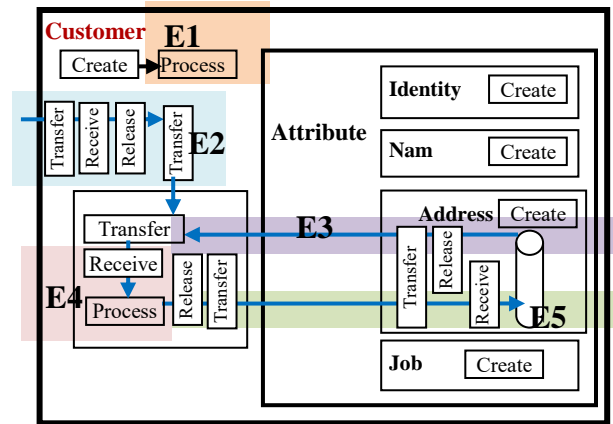 Customer
E1
Create
Process
Identity
Create
Attribute
Transfer
Receive
Release
Transfer
E2
Nam
Create
Address
Create
Transfer
E3
Receive
Release
Transfer
Transfer
Release
Receive
E4
Process
E5
Job
Create